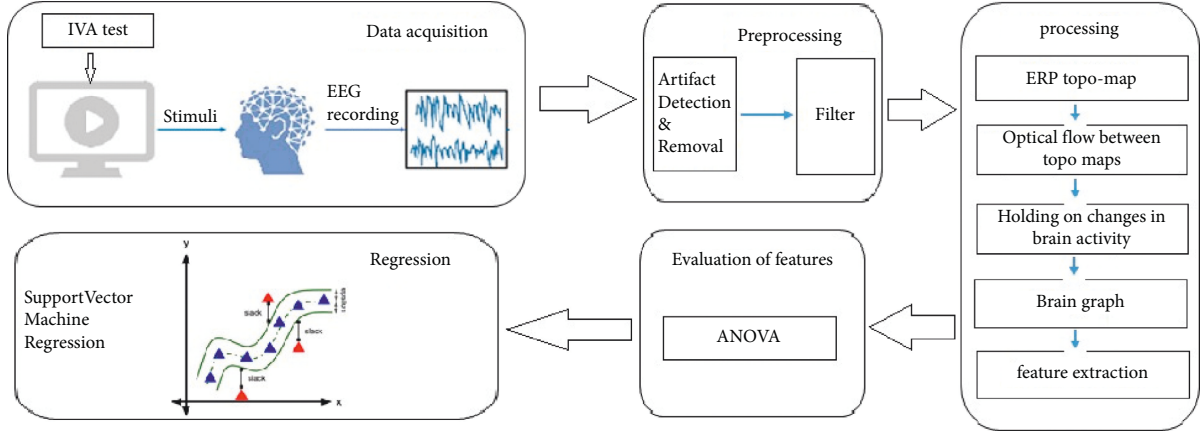 IVA test
Data acquisition
Stimuli
EEG
recording
Preprocessing
Artifact
Detection
&
Removal
Filter
processing
ERP topo-map
Optical flow between
topo maps
Holding on changes in
brain activity
Brain graph
feature extraction
Evaluation of features
ANOVA
Regression
SupportVector
Machine
Regression
y
slack
slack
slack
x